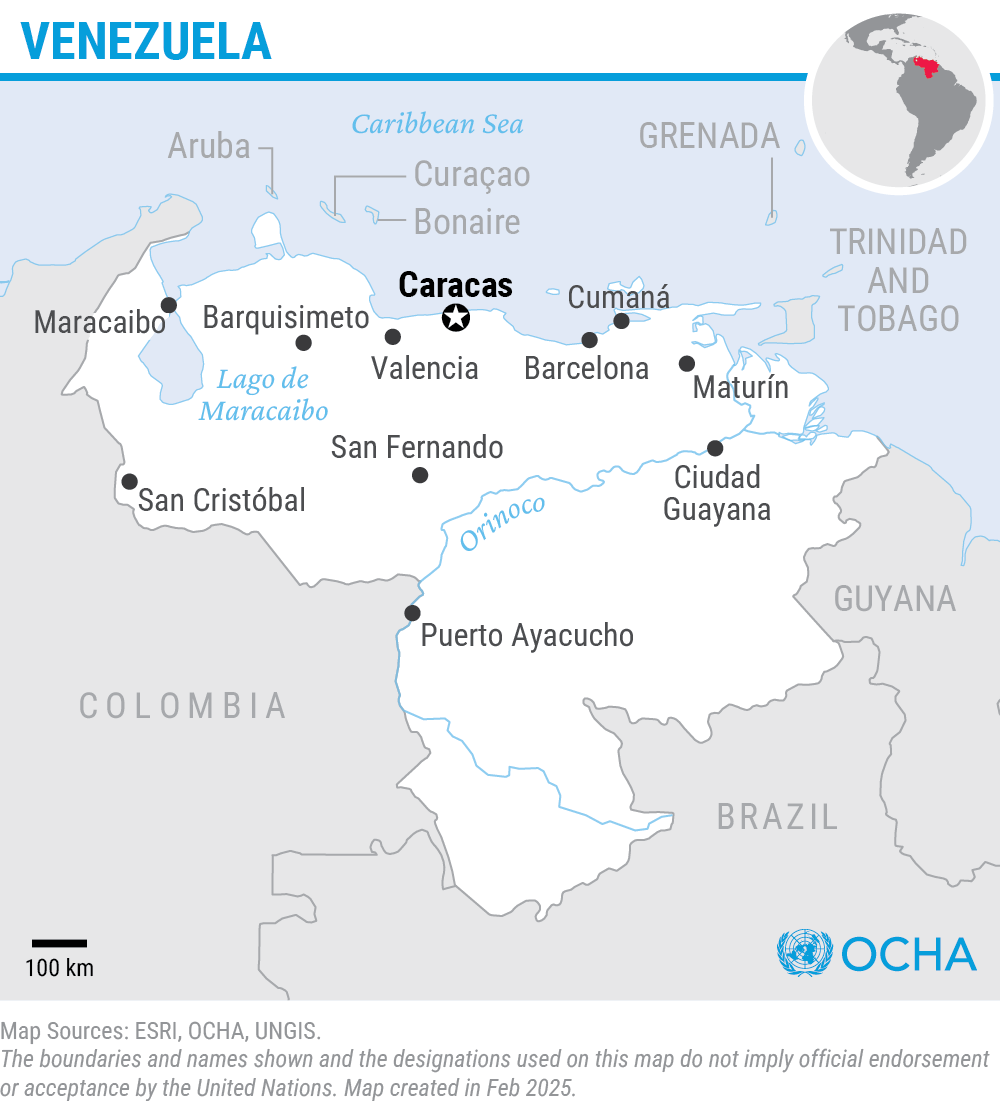 VENEZUELA
Caribbean Sea
Aruba
GRENADA
Curaçao
Bonaire
TRINIDAD
AND
TOBAGO
Caracas
Cumaná
Maracaibo
Barquisimeto
Valencia
Barcelona
Maturín
Lago de
Maracaibo
San Fernando
San Cristóbal
Ciudad
Guayana
Orinoco
GUYANA
Puerto Ayacucho
COLOMBIA
BRAZIL
100 km
OCHA
Map Sources: ESRI, OCHA, UNGIS.
The boundaries and names shown and the designations used on this map do not imply official endorsement
or acceptance by the United Nations. Map created in Feb 2025.